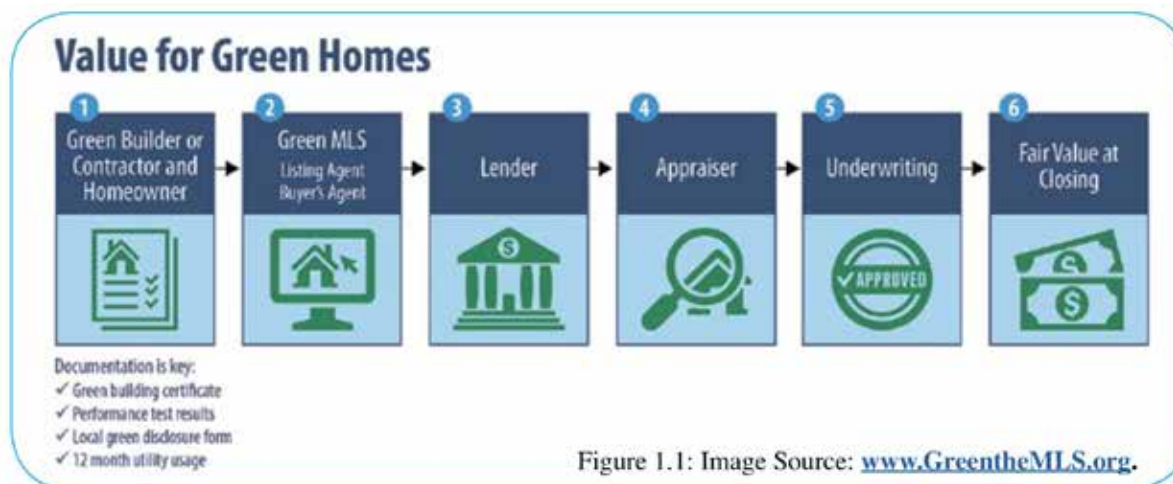 Value for Green Homes
1
Green Builder or
Contractor and
Homeowner
2
Green MLS
Listing Agent
Buyer's Agent
3
Lender
4
Appraiser
5
Underwriting
6
Fair Value at
Closing
$
✓APPROVED
$
$
Documentation is key:
✓ Green building certificate
✓ Performance test results
✓ Local green disclosure form
✓ 12 month utility usage
Figure 1.1: Image Source: www.GreentheMLS.org.